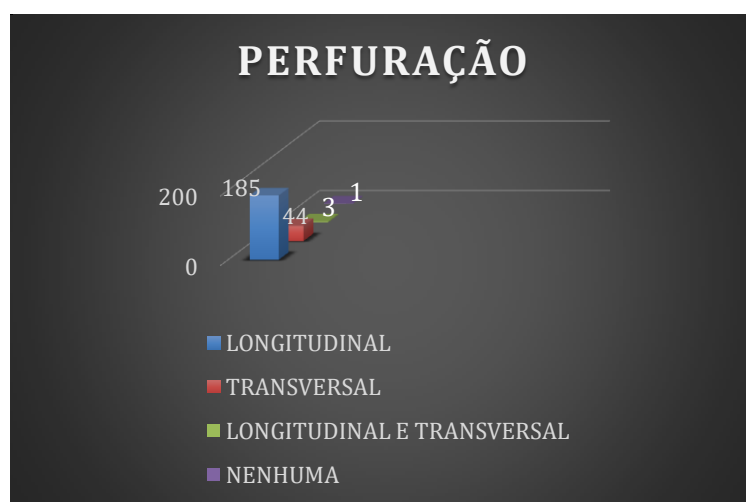 PERFURAÇÃO
200
185
44
3
1
0
LONGITUDINAL
TRANSVERSAL
LONGITUDINAL E TRANSVERSAL
NENHUMA